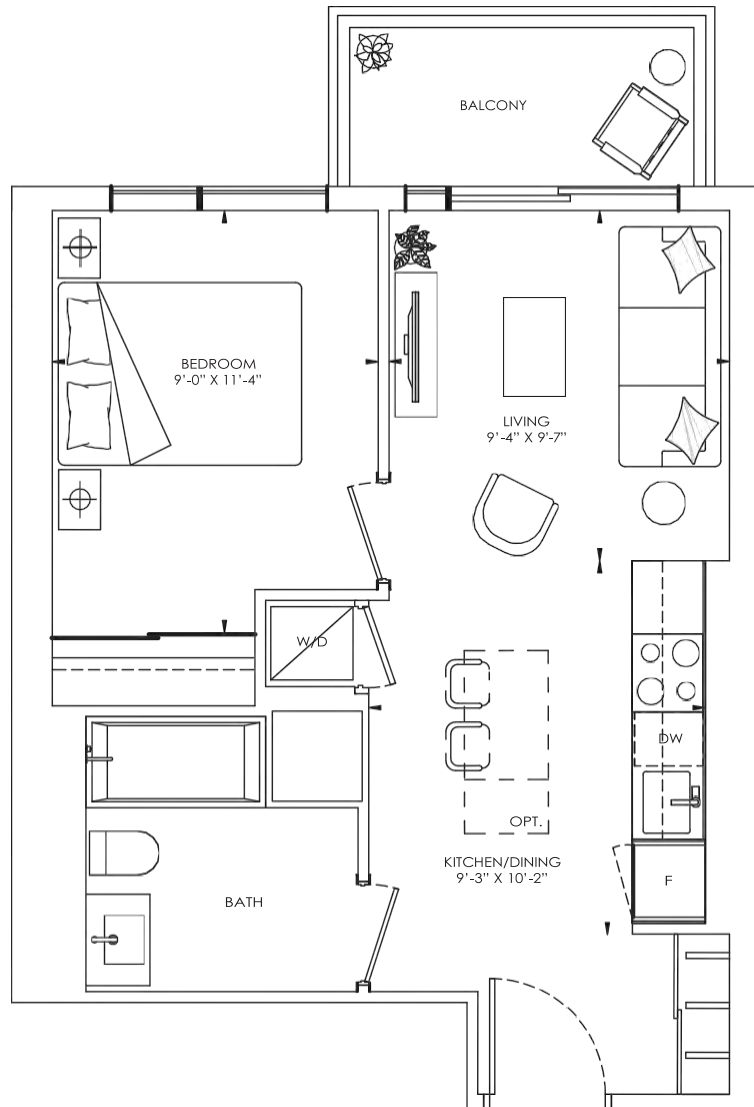 BALCONY
BEDROOM
9'-0" X 11'-4"
LIVING
9'-4" X 9'-7"
W/D
DW
OPT.
KITCHEN/DINING
9'-3" X 10'-2"
F
BATH